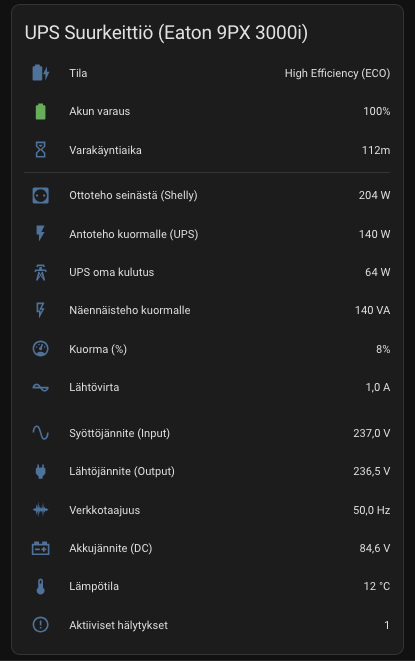 UPS Suurkeittiö (Eaton 9PX 3000i)
Tila High Efficiency (ECO)
Akun varaus 100%
Varakäyntiaika 112m
Ottoteho seinästä (Shelly) 204 W
Antoteho kuormalle (UPS) 140 W
UPS oma kulutus 64 W
Näennäisteho kuormalle 140 VA
Kuorma (%) 8%
Lähtövirta 1,0 A
Syöttöjännite (Input) 237,0 V
Lähtöjännite (Output) 236,5 V
Verkkotaajuus 50,0 Hz
Akkujännite (DC) 84,6 V
Lämpötila 12 °C
Aktiiviset hälytykset 1